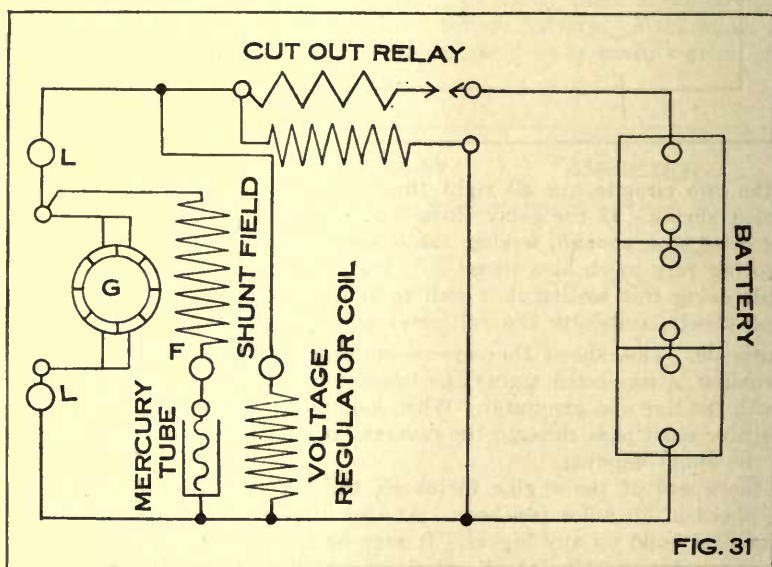 CUT OUT RELAY
L
G
L
F
SHUNT FIELD
MERCURY
TUBE
VOLTAGE
REGULATOR COIL
BATTERY
FIG. 31